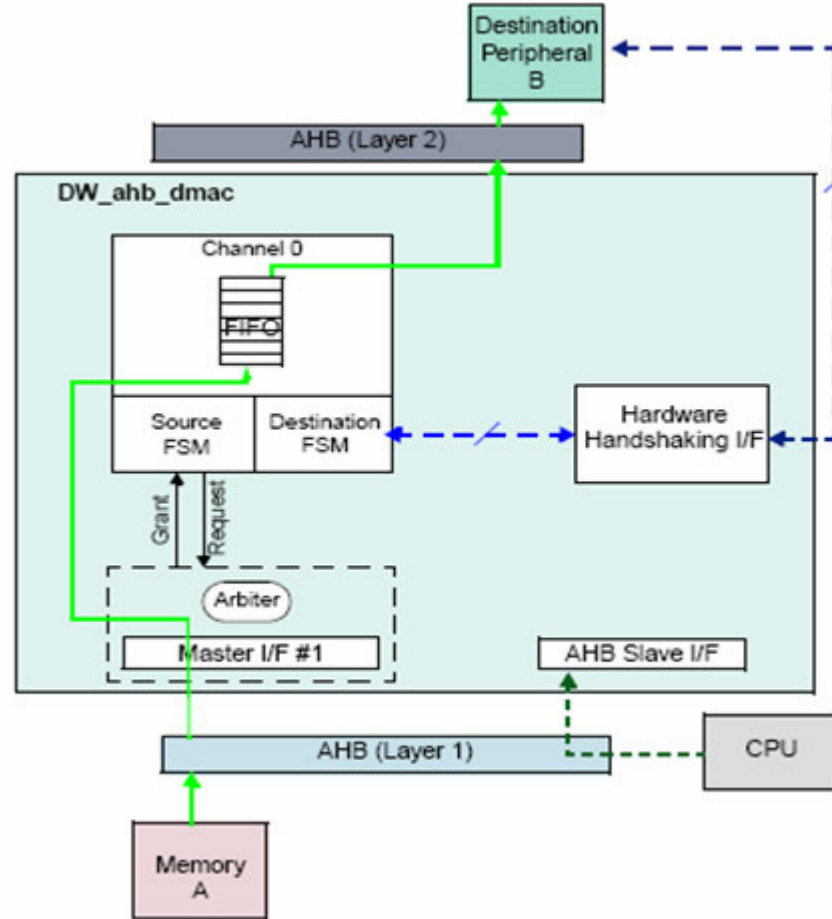 Destination
Peripheral
B
AHB (Layer 2)
DW_ahb_dmac
Channel 0
FIFO
Source
FSM
Destination
FSM
Hardware
Handshaking I/F
Grant
Request
Arbiter
Master I/F #1
AHB Slave I/F
AHB (Layer 1)
CPU
Memory
A